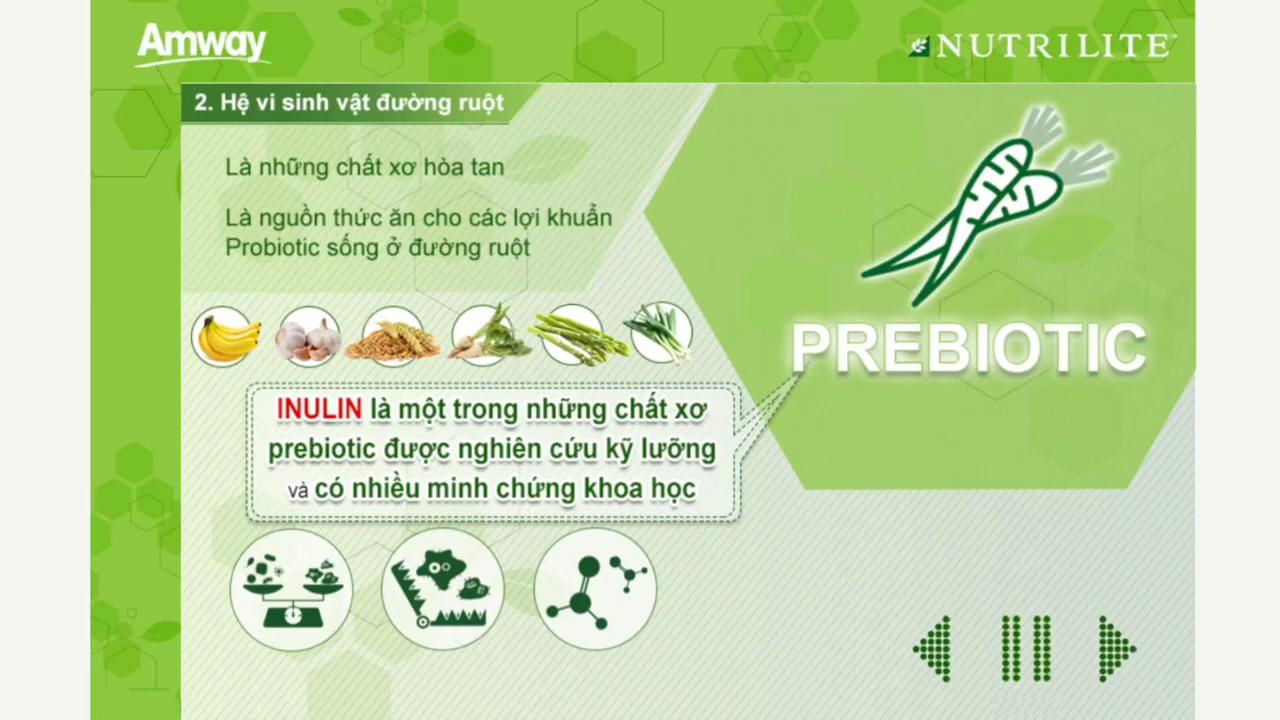 Amway
NUTRILITE™
2. Hệ vi sinh vật đường ruột
Là những chất xơ hòa tan
Là nguồn thức ăn cho các lợi khuẩn
Probiotic sống ở đường ruột
PREBIOTIC
INULIN là một trong những chất xơ
prebiotic được nghiên cứu kỹ lưỡng
và có nhiều minh chứng khoa học